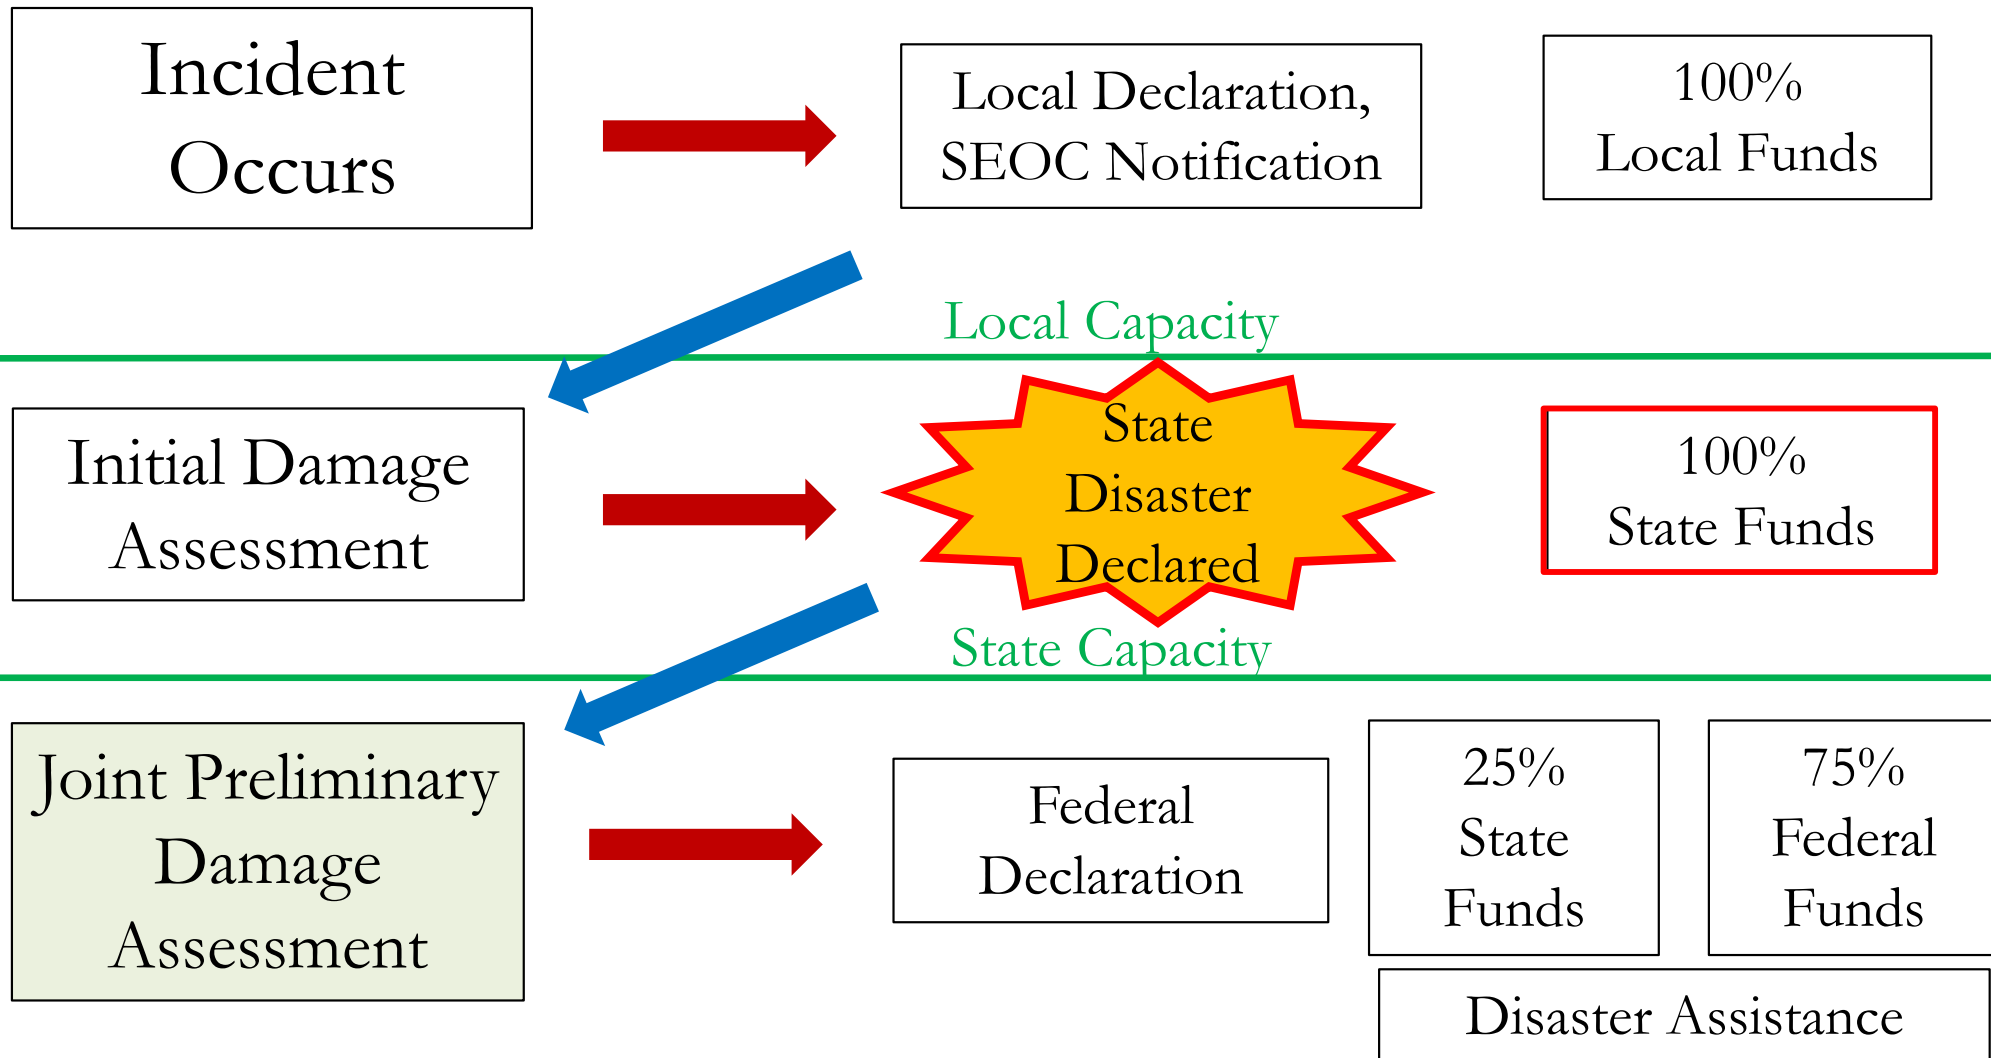 Incident
Occurs
Local Declaration,
SEOC Notification
100%
Local Funds
Local Capacity
Initial Damage
Assessment
State
Disaster
Declared
100%
State Funds
State Capacity
Joint Preliminary
Damage
Assessment
Federal
Declaration
25%
State
Funds
75%
Federal
Funds
Disaster Assistance